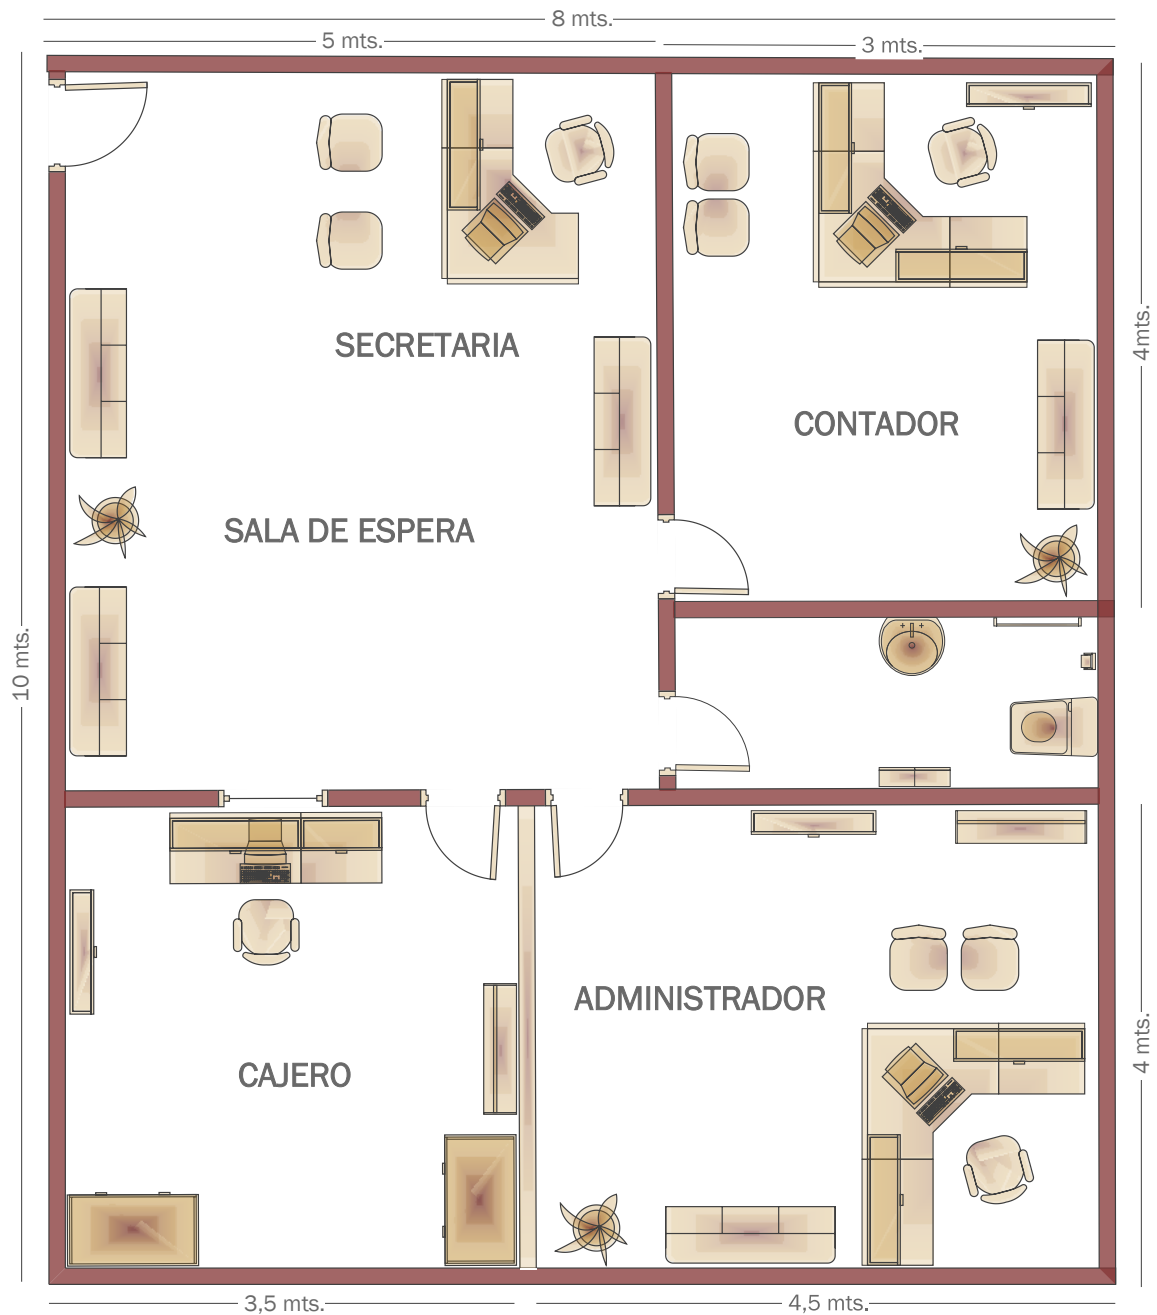 8 mts.
5 mts.
3 mts.
4mts.
SECRETARIA
CONTADOR
SALA DE ESPERA
10 mts.
ADMINISTRADOR
CAJERO
4 mts.
3,5 mts.
4,5 mts.